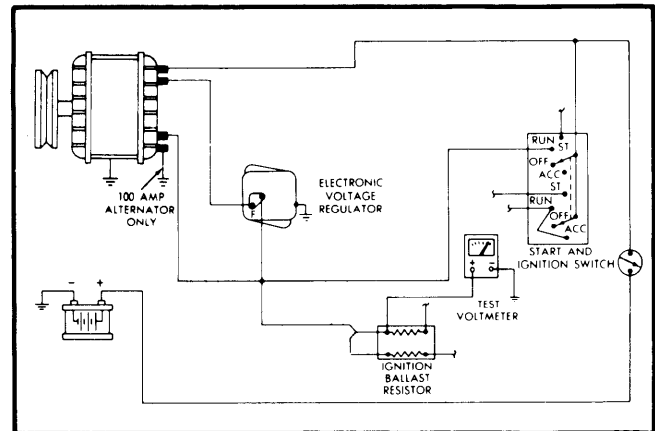 100 AMP
ALTERNATOR
ONLY
F
ELECTRONIC
VOLTAGE
REGULATOR
RUN
ST
OFF
ACC
ST
RUN
OFF
ACC
START AND
IGNITION SWITCH
+ −
TEST
VOLTMETER
− +
IGNITION
BALLAST
RESISTOR